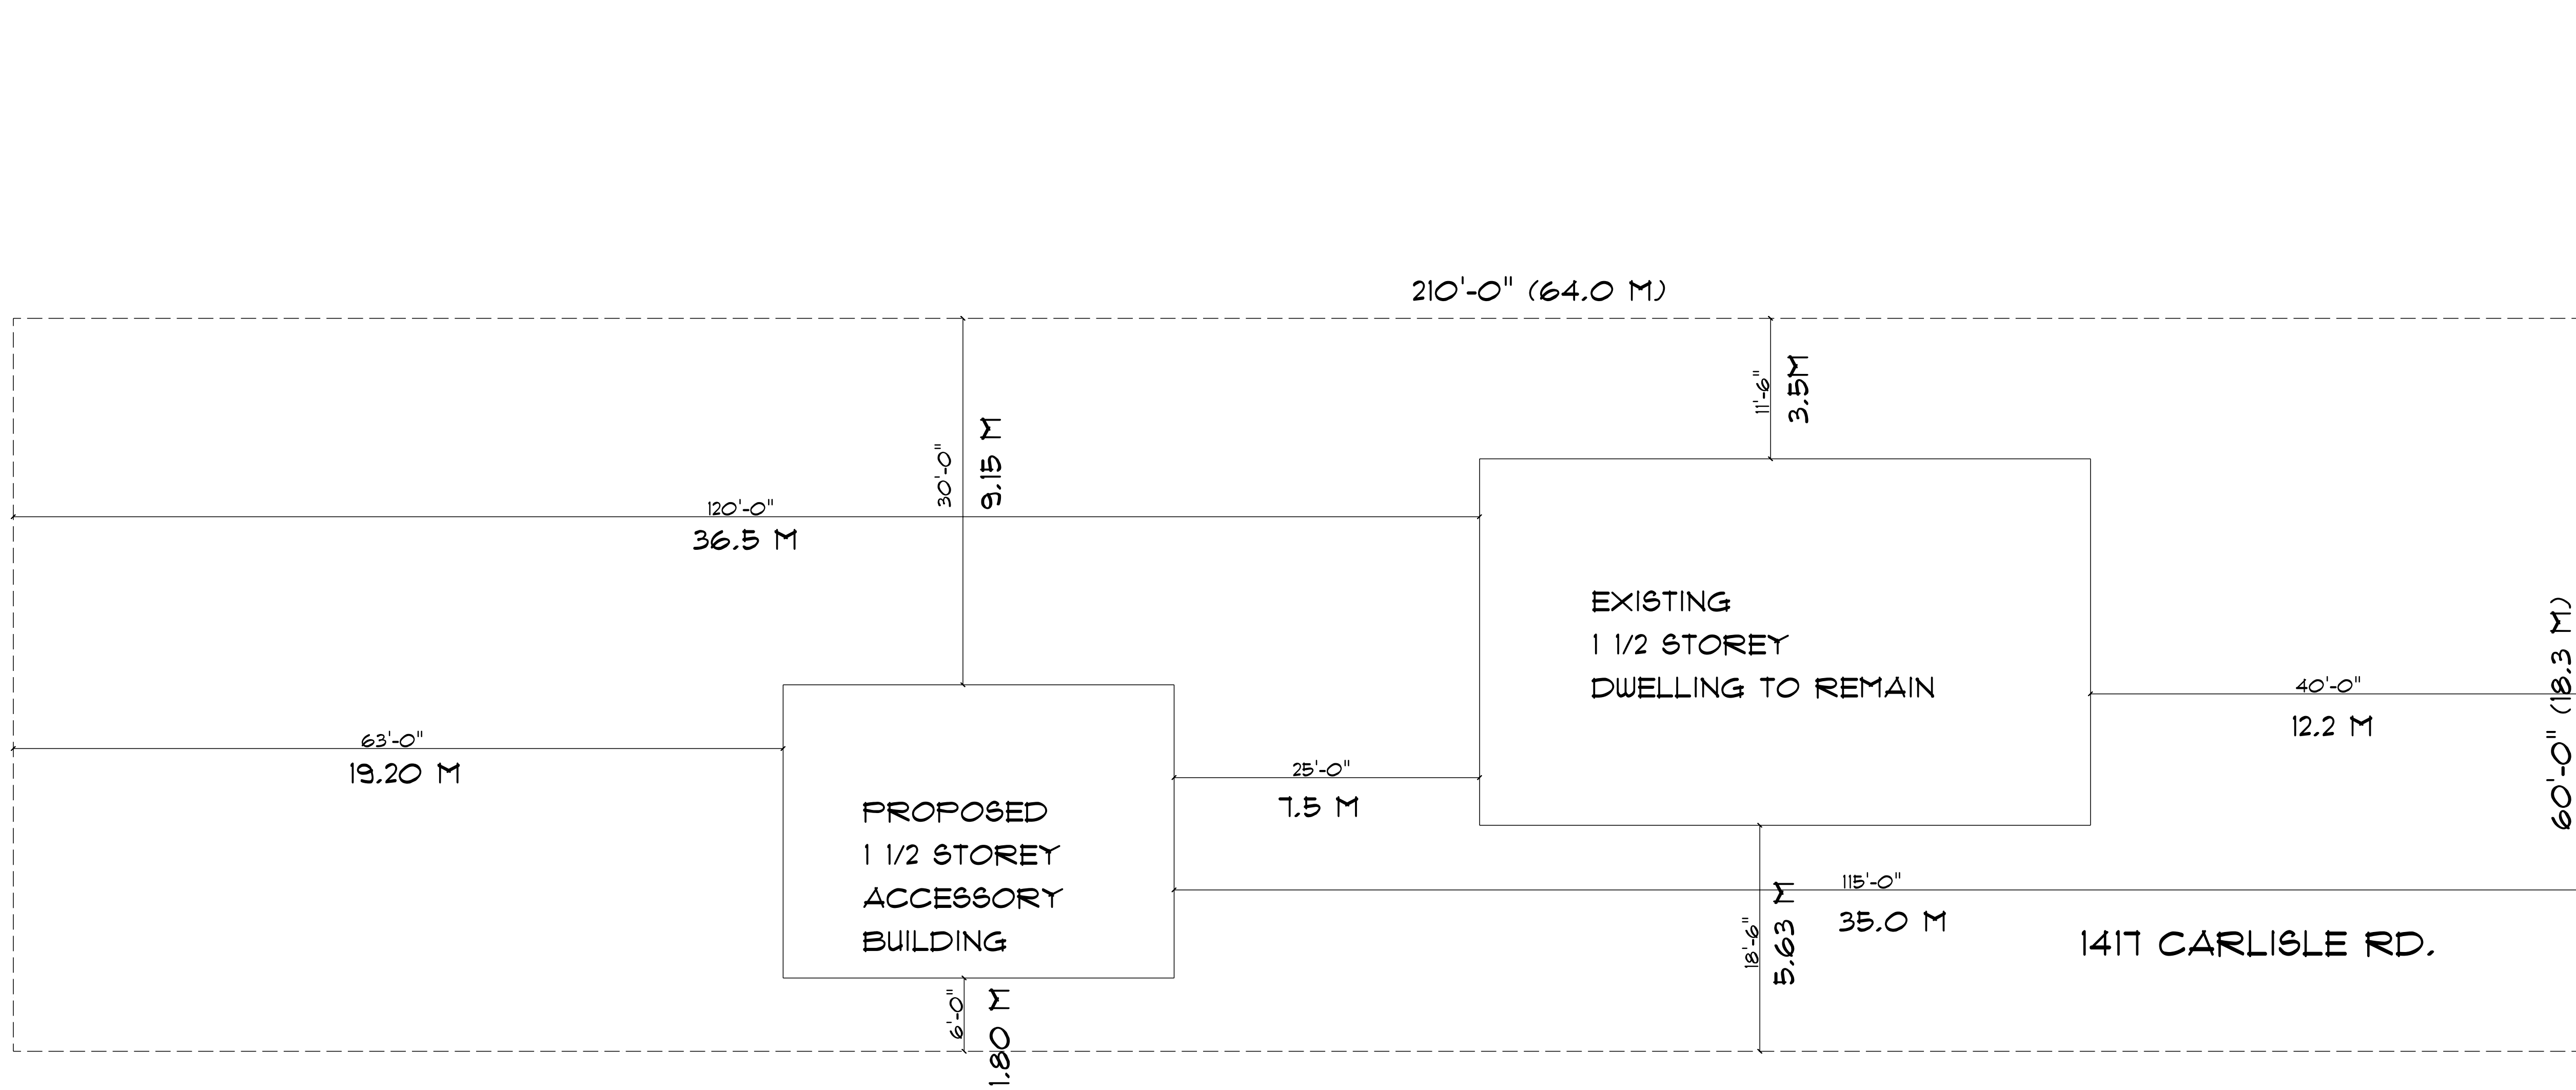 210'-0" (64.0 M)
11'-6"
3.5M
30'-0"
9.15 M
120'-0"
36.5 M
EXISTING
1 1/2 STOREY
DWELLING TO REMAIN
60'-0" (18.3 M)
40'-0"
12.2 M
63'-0"
19.20 M
25'-0"
7.5 M
PROPOSED
1 1/2 STOREY
ACCESSORY
BUILDING
115'-0"
35.0 M
18'-6"
5.63 M
1417 CARLISLE RD.
6'-0"
1.80 M